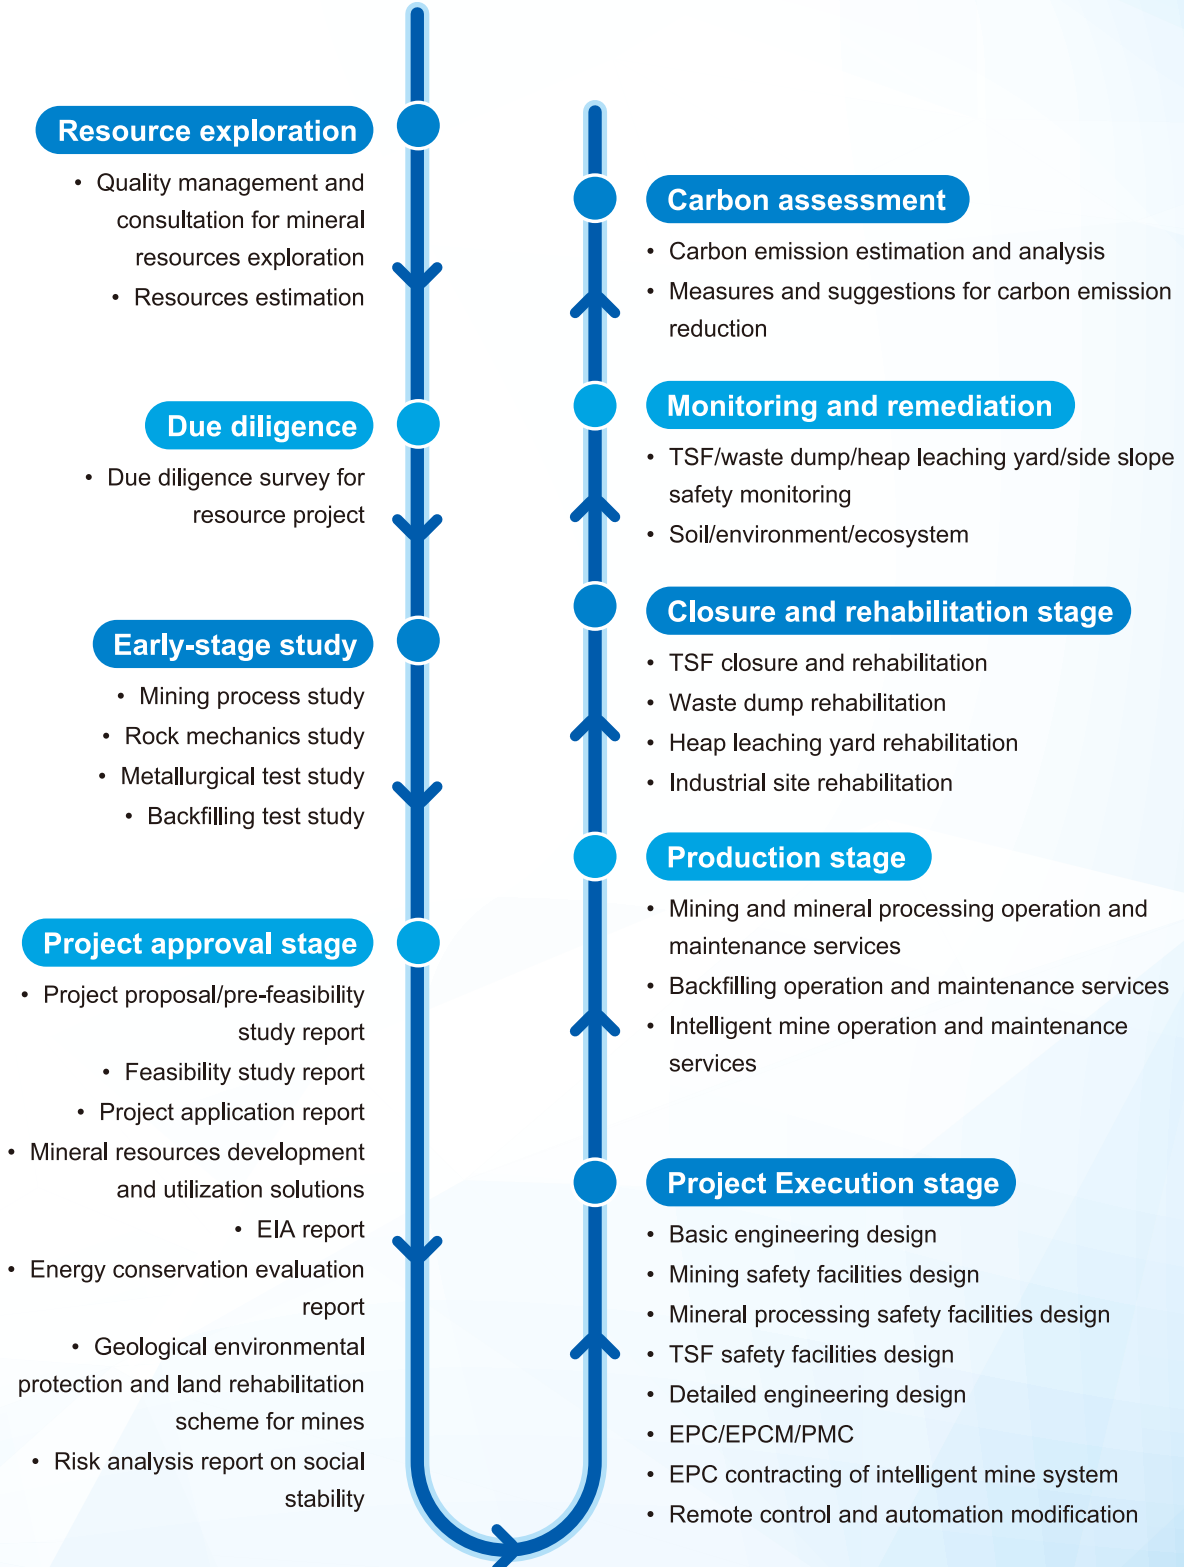 Resource exploration
• Quality management and
consultation for mineral
resources exploration
• Resources estimation
Due diligence
• Due diligence survey for
resource project
Early-stage study
• Mining process study
• Rock mechanics study
• Metallurgical test study
• Backfilling test study
Project approval stage
• Project proposal/pre-feasibility
study report
• Feasibility study report
• Project application report
• Mineral resources development
and utilization solutions
• EIA report
• Energy conservation evaluation
report
• Geological environmental
protection and land rehabilitation
scheme for mines
• Risk analysis report on social
stability
Carbon assessment
• Carbon emission estimation and analysis
• Measures and suggestions for carbon emission
reduction
Monitoring and remediation
• TSF/waste dump/heap leaching yard/side slope
safety monitoring
• Soil/environment/ecosystem
Closure and rehabilitation stage
• TSF closure and rehabilitation
• Waste dump rehabilitation
• Heap leaching yard rehabilitation
• Industrial site rehabilitation
Production stage
• Mining and mineral processing operation and
maintenance services
• Backfilling operation and maintenance services
• Intelligent mine operation and maintenance
services
Project Execution stage
• Basic engineering design
• Mining safety facilities design
• Mineral processing safety facilities design
• TSF safety facilities design
• Detailed engineering design
• EPC/EPCM/PMC
• EPC contracting of intelligent mine system
• Remote control and automation modification